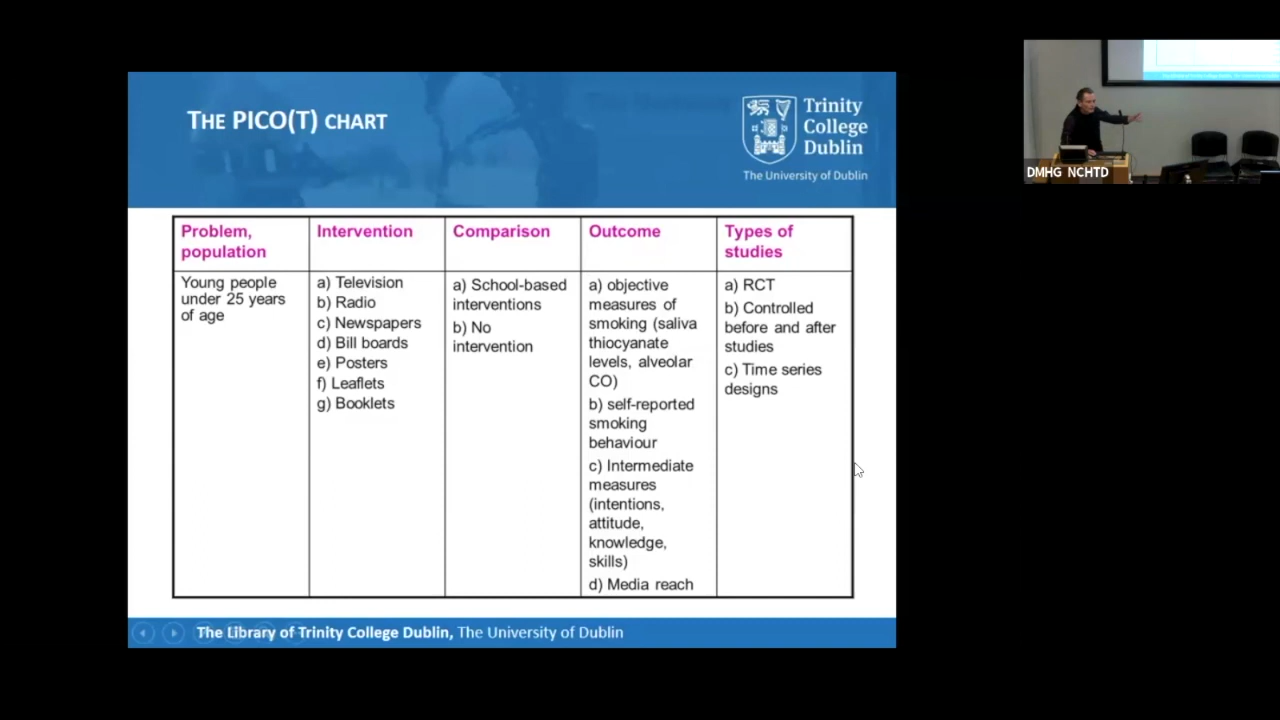 THE PICO(T) CHART
Trinity
College
Dublin
The University of Dublin
Problem,
population
Intervention
Comparison
Outcome
Types of
studies
Young people
under 25 years
of age
a) Television
b) Radio
c) Newspapers
d) Bill boards
e) Posters
f) Leaflets
g) Booklets
a) School-based
interventions
b) No
intervention
a) objective
measures of
smoking (saliva
thiocyanate
levels, alveolar
CO)
b) self-reported
smoking
behaviour
c) Intermediate
measures
(intentions,
attitude,
knowledge,
skills)
d) Media reach
a) RCT
b) Controlled
before and after
studies
c) Time series
designs
The Library of Trinity College Dublin, The University of Dublin
DMHG NCHTD